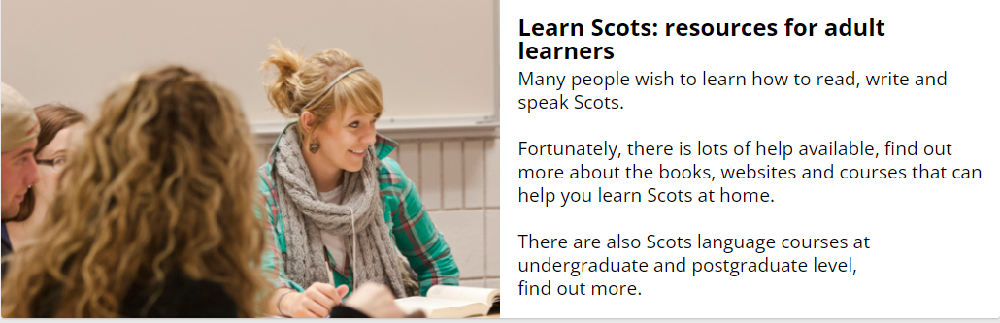 Learn Scots: resources for adult
learners
Many people wish to learn how to read, write and
speak Scots.
Fortunately, there is lots of help available, find out
more about the books, websites and courses that can
help you learn Scots at home.
There are also Scots language courses at
undergraduate and postgraduate level,
find out more.